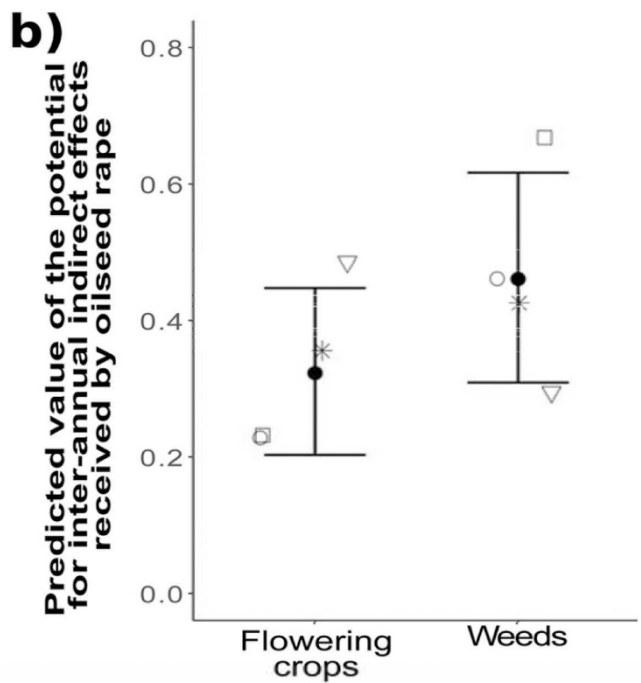 b)
Predicted value of the potential
for inter-annual indirect effects
received by oilseed rape
0.8
0.6
0.4
0.2
0.0
Flowering
crops
Weeds